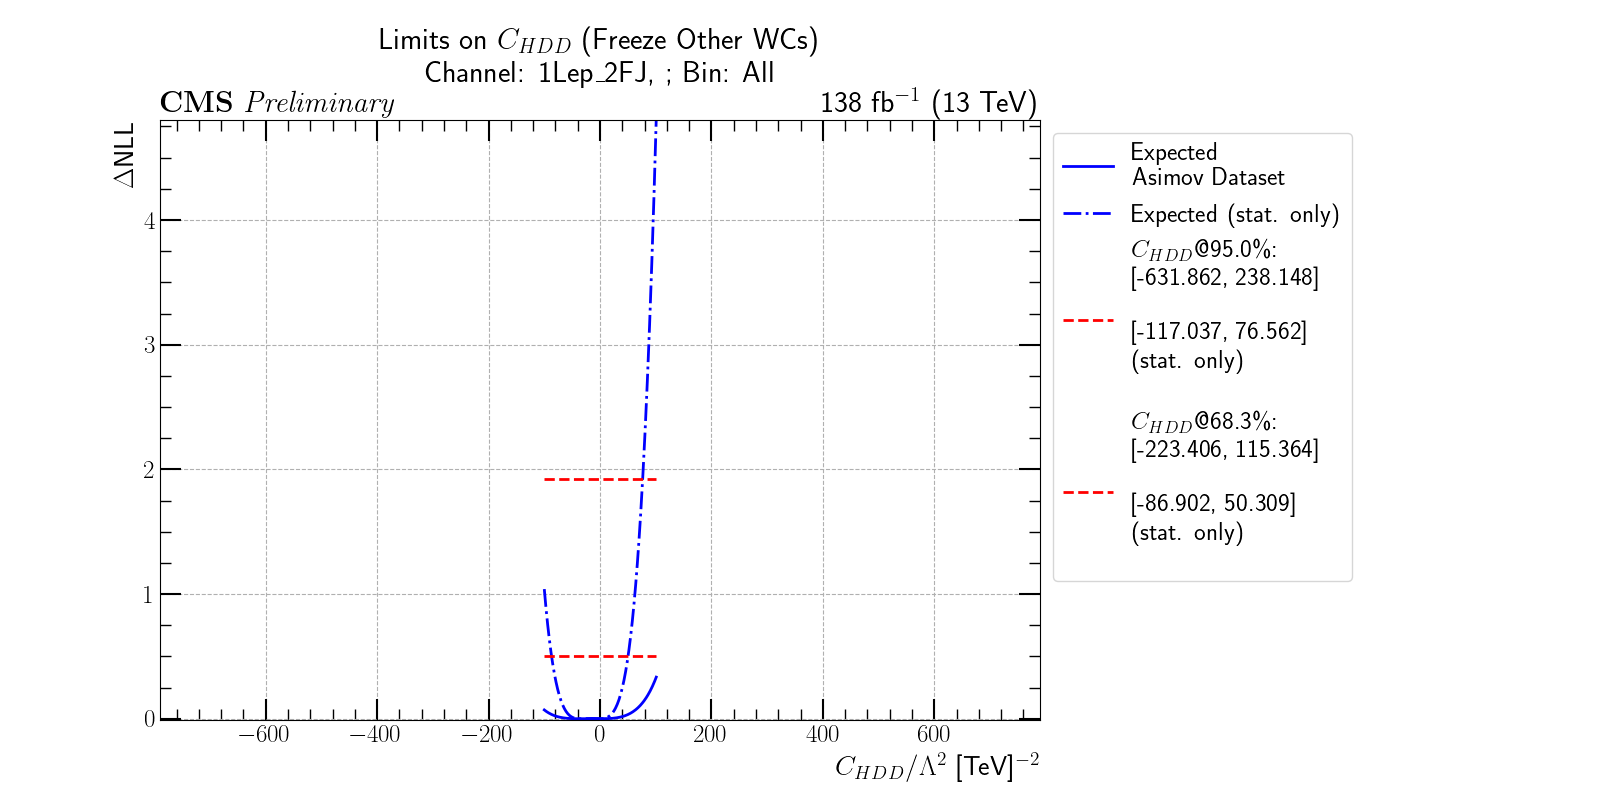 Limits on C_HDD (Freeze Other WCs)
Channel: 1Lep_2FJ, ; Bin: All
CMS Preliminary
138 fb⁻¹ (13 TeV)
ΔNLL
4
3
2
1
0
−600
−400
−200
0
200
400
600
C_HDD/Λ² [TeV]⁻²
Expected
Asimov Dataset
Expected (stat. only)
C_HDD@95.0%:
[-631.862, 238.148]
[-117.037, 76.562]
(stat. only)
C_HDD@68.3%:
[-223.406, 115.364]
[-86.902, 50.309]
(stat. only)